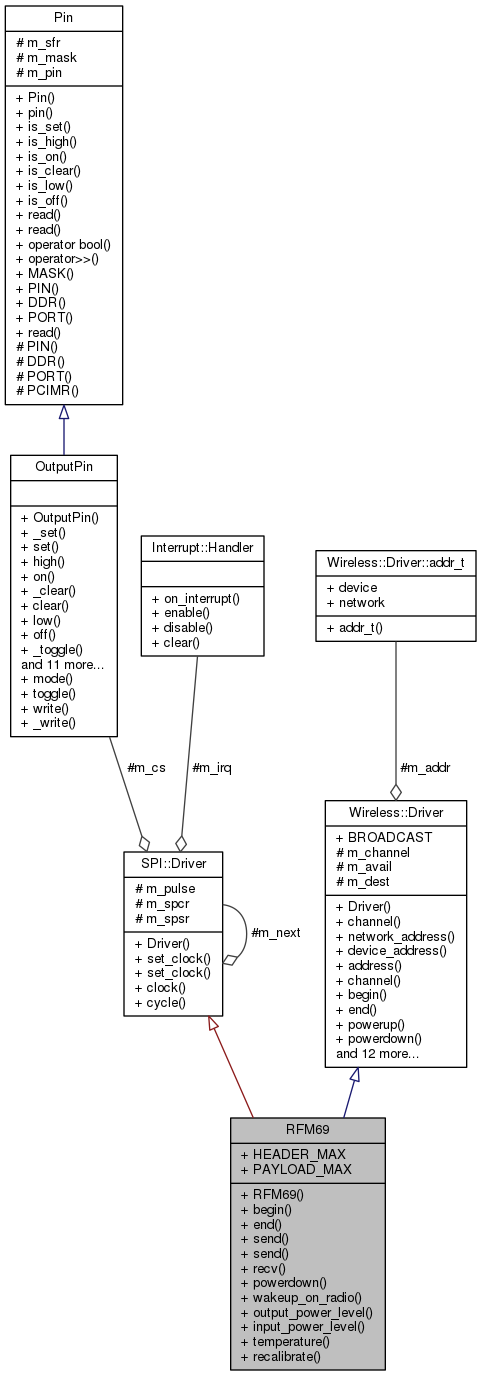 Pin
# m_sfr
# m_mask
# m_pin
+ Pin()
+ pin()
+ is_set()
+ is_high()
+ is_on()
+ is_clear()
+ is_low()
+ is_off()
+ read()
+ read()
+ operator bool()
+ operator>>()
+ MASK()
+ PIN()
+ DDR()
+ PORT()
+ read()
# PIN()
# DDR()
# PORT()
# PCIMR()
OutputPin
+ OutputPin()
+ _set()
+ set()
+ high()
+ on()
+ _clear()
+ clear()
+ low()
+ off()
+ _toggle()
and 11 more...
+ mode()
+ toggle()
+ write()
+ _write()
Interrupt::Handler
+ on_interrupt()
+ enable()
+ disable()
+ clear()
Wireless::Driver::addr_t
+ device
+ network
+ addr_t()
#m_cs
#m_irq
#m_addr
SPI::Driver
# m_pulse
# m_spcr
# m_spsr
+ Driver()
+ set_clock()
+ set_clock()
+ clock()
+ cycle()
#m_next
Wireless::Driver
+ BROADCAST
# m_channel
# m_avail
# m_dest
+ Driver()
+ channel()
+ network_address()
+ device_address()
+ address()
+ channel()
+ begin()
+ end()
+ powerup()
+ powerdown()
and 12 more...
RFM69
+ HEADER_MAX
+ PAYLOAD_MAX
+ RFM69()
+ begin()
+ end()
+ send()
+ send()
+ recv()
+ powerdown()
+ wakeup_on_radio()
+ output_power_level()
+ input_power_level()
+ temperature()
+ recalibrate()